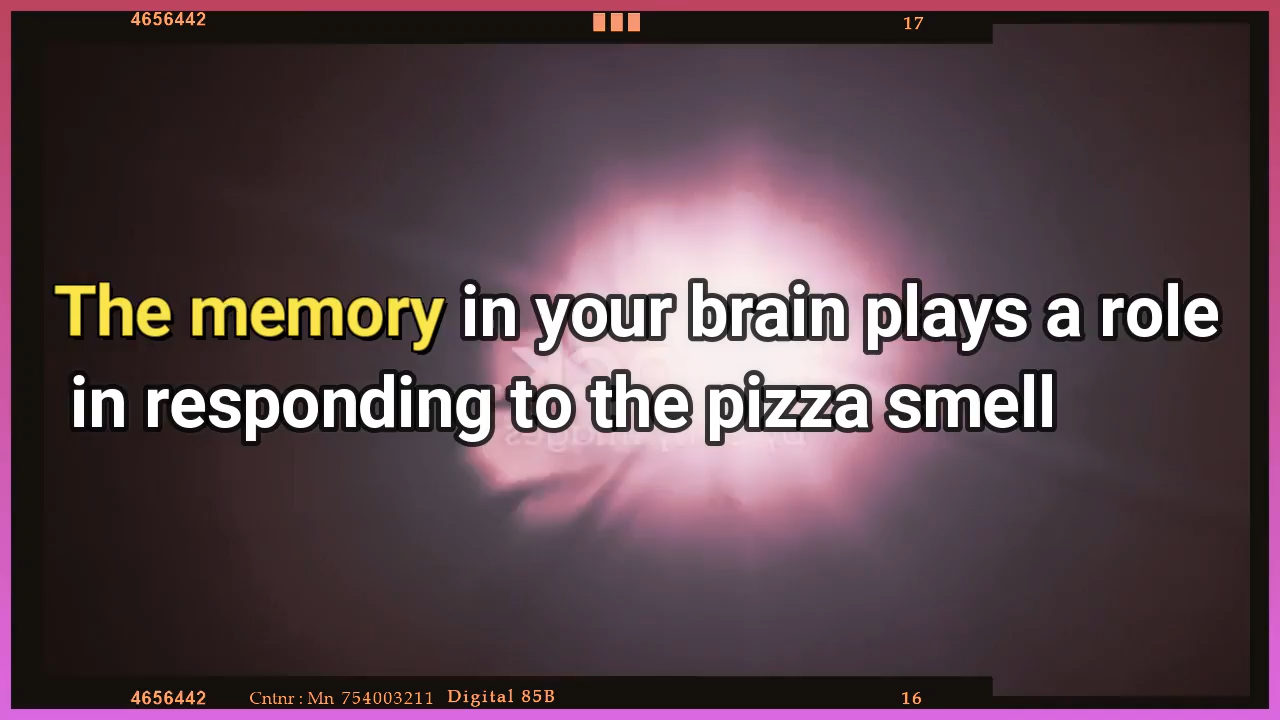 4656442
17
The memory in your brain plays a role
in responding to the pizza smell
4656442 Cntnr : Mn 754003211 Digital 85B
16